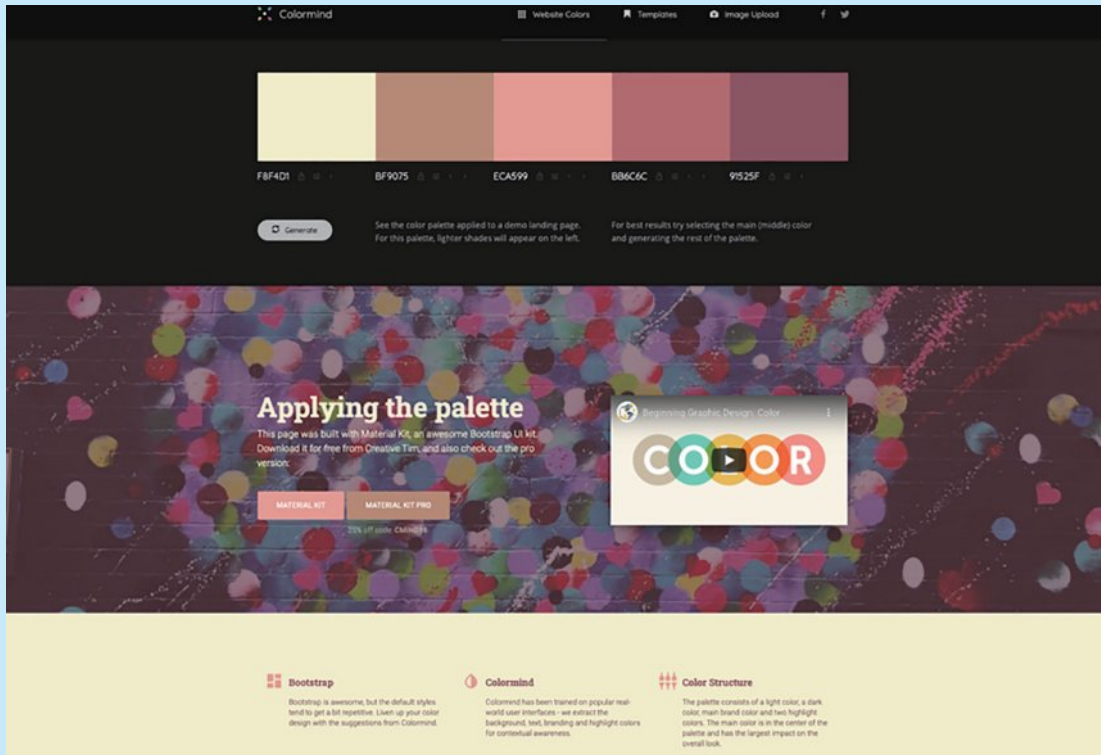 Colormind
Website Colors
Templates
Image Upload
F8F4D1
BF9075
ECA599
BB6C6C
91525F
Generate
See the color palette applied to a demo landing page.
For this palette, lighter shades will appear on the left.
For best results try selecting the main (middle) color
and generating the rest of the palette.
Applying the palette
This page was built with Material Kit, an awesome Bootstrap UI kit.
Download it for free from Creative Tim, and also check out the pro
version:
MATERIAL KIT
MATERIAL KIT PRO
25% off code:
Beginning Graphic Design: Color
COLOR
Bootstrap
Bootstrap is awesome, but the default styles
tend to get a bit repetitive. Liven up your color
design with the suggestions from Colormind.
Colormind
Colormind has been trained on popular real-
world user interfaces - we extract the
background, text, branding and highlight colors
for contextual awareness.
Color Structure
The palette consists of a light color, a dark
color, main brand color and two highlight
colors. The main color is in the center of the
palette and has the largest impact on the
overall look.